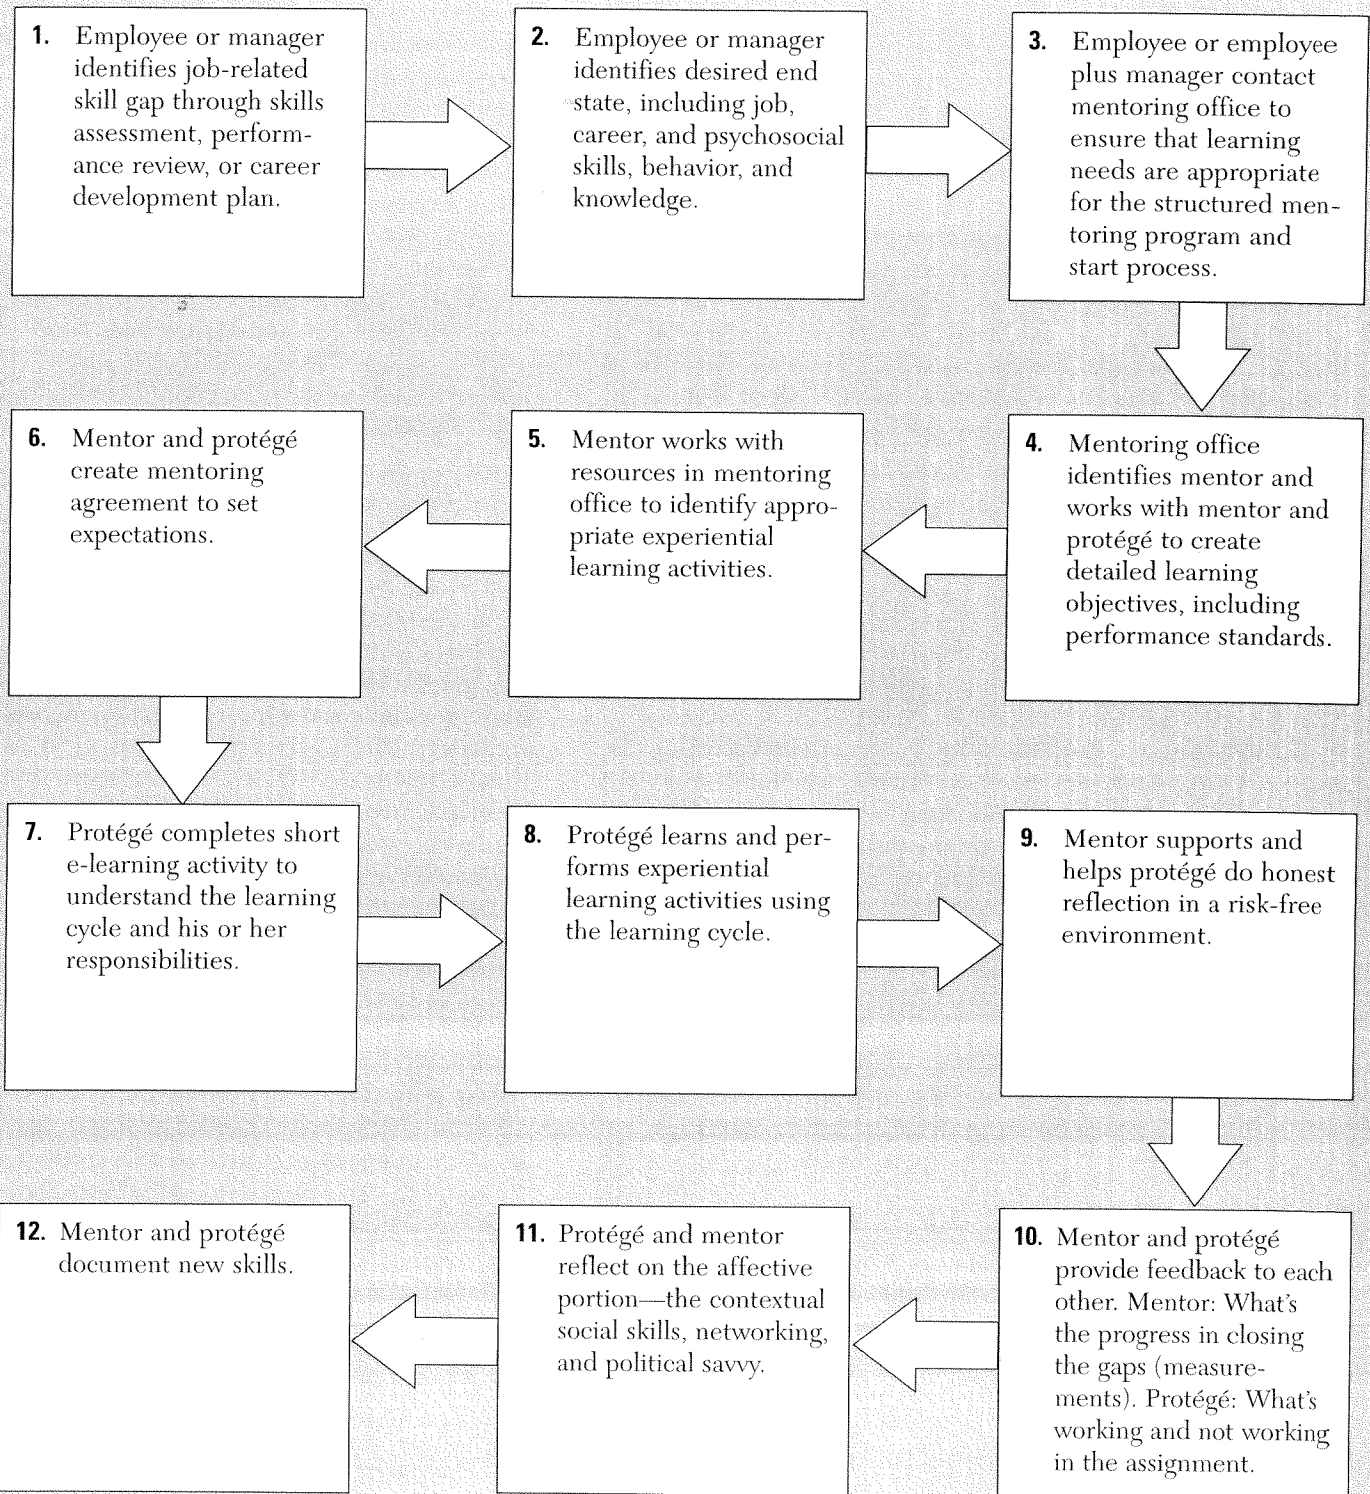 1. Employee or manager
identifies job-related
skill gap through skills
assessment, perform-
ance review, or career
development plan.
2. Employee or manager
identifies desired end
state, including job,
career, and psychosocial
skills, behavior, and
knowledge.
3. Employee or employee
plus manager contact
mentoring office to
ensure that learning
needs are appropriate
for the structured men-
toring program and
start process.
4. Mentoring office
identifies mentor and
works with mentor and
protégé to create
detailed learning
objectives, including
performance standards.
5. Mentor works with
resources in mentoring
office to identify appro-
priate experiential
learning activities.
6. Mentor and protégé
create mentoring
agreement to set
expectations.
7. Protégé completes short
e-learning activity to
understand the learning
cycle and his or her
responsibilities.
8. Protégé learns and per-
forms experiential
learning activities using
the learning cycle.
9. Mentor supports and
helps protégé do honest
reflection in a risk-free
environment.
10. Mentor and protégé
provide feedback to each
other. Mentor: What's
the progress in closing
the gaps (measure-
ments). Protégé: What's
working and not working
in the assignment.
11. Protégé and mentor
reflect on the affective
portion—the contextual
social skills, networking,
and political savvy.
12. Mentor and protégé
document new skills.